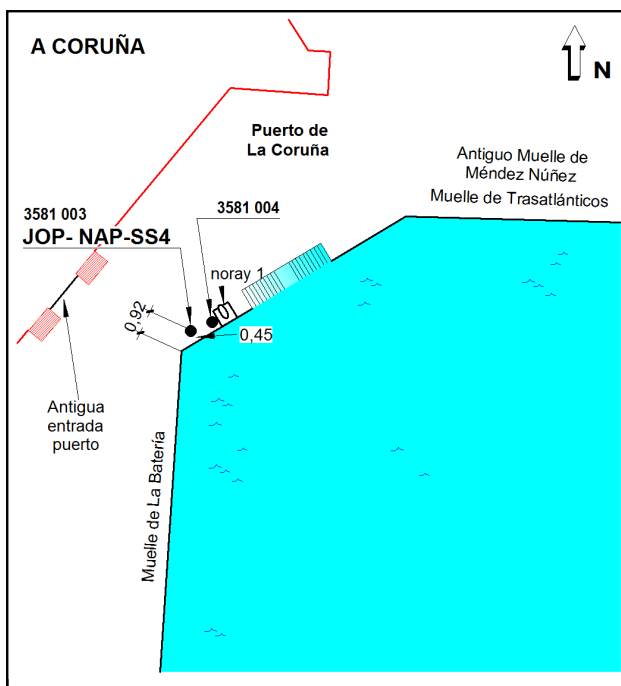 A CORUÑA
N
Puerto de
La Coruña
Antiguo Muelle de
Méndez Núñez
Muelle de Trasatlánticos
3581 003
JOP- NAP-SS4
3581 004
noray 1
0,92
0,45
Antigua
entrada
puerto
Muelle de La Batería